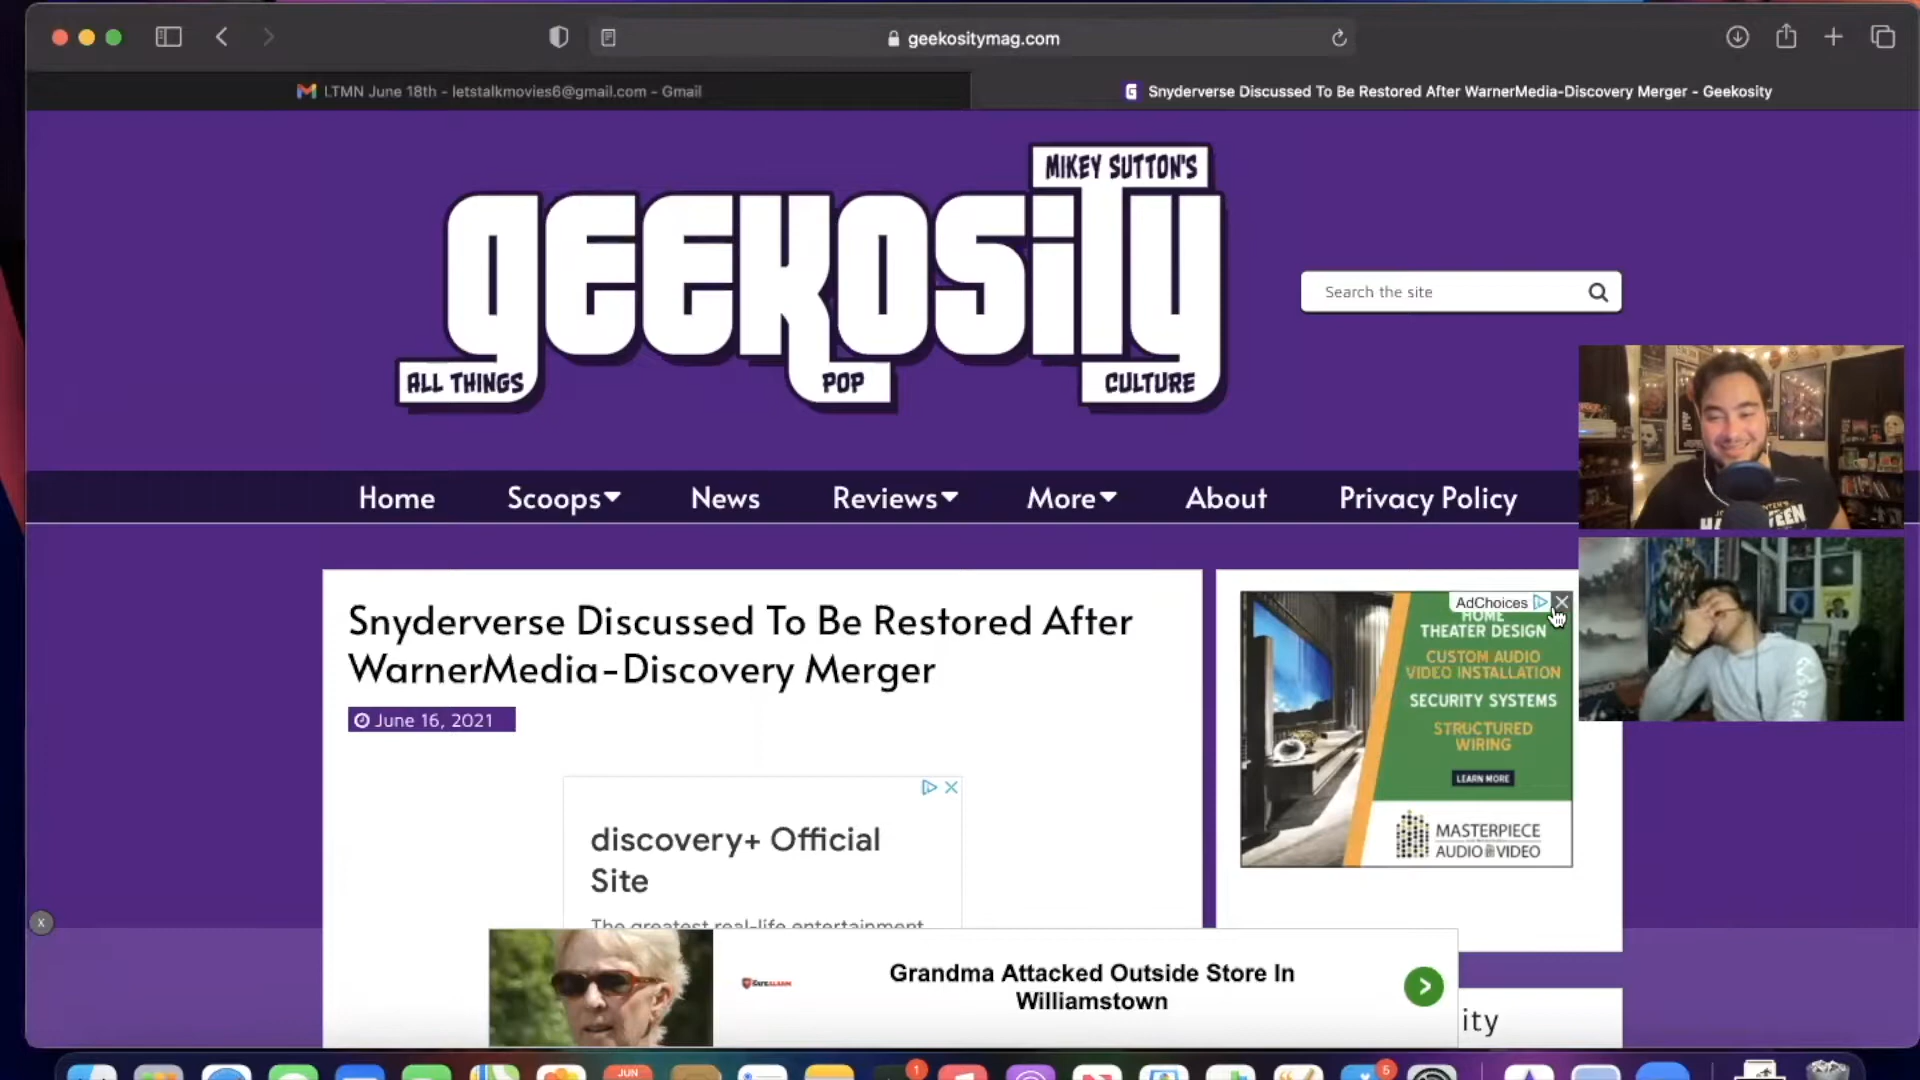 geekositymag.com
LTMN June 18th - letstalkmovies6@gmail.com - Gmail
Snyderverse Discussed To Be Restored After WarnerMedia-Discovery Merger - Geekosity
MIKEY SUTTON'S
geekosity
ALL THINGS
POP
CULTURE
Search the site
Home
Scoops
News
Reviews
More
About
Privacy Policy
Snyderverse Discussed To Be Restored After
WarnerMedia-Discovery Merger
June 16, 2021
AdChoices
HOME
THEATER DESIGN
CUSTOM AUDIO
VIDEO INSTALLATION
SECURITY SYSTEMS
STRUCTURED
WIRING
LEARN MORE
MASTERPIECE
AUDIO VIDEO
discovery+ Official
Site
The greatest real-life entertainment
x
Grandma Attacked Outside Store In
Williamstown
ity
JUN
1
5